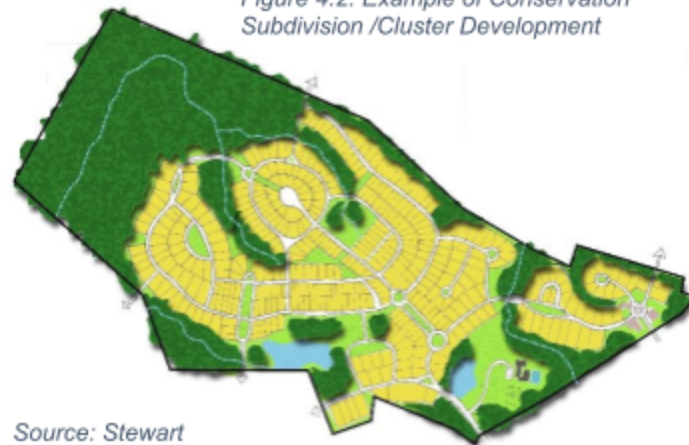 Figure 4.2: Example of Conservation
Subdivision /Cluster Development
Source: Stewart